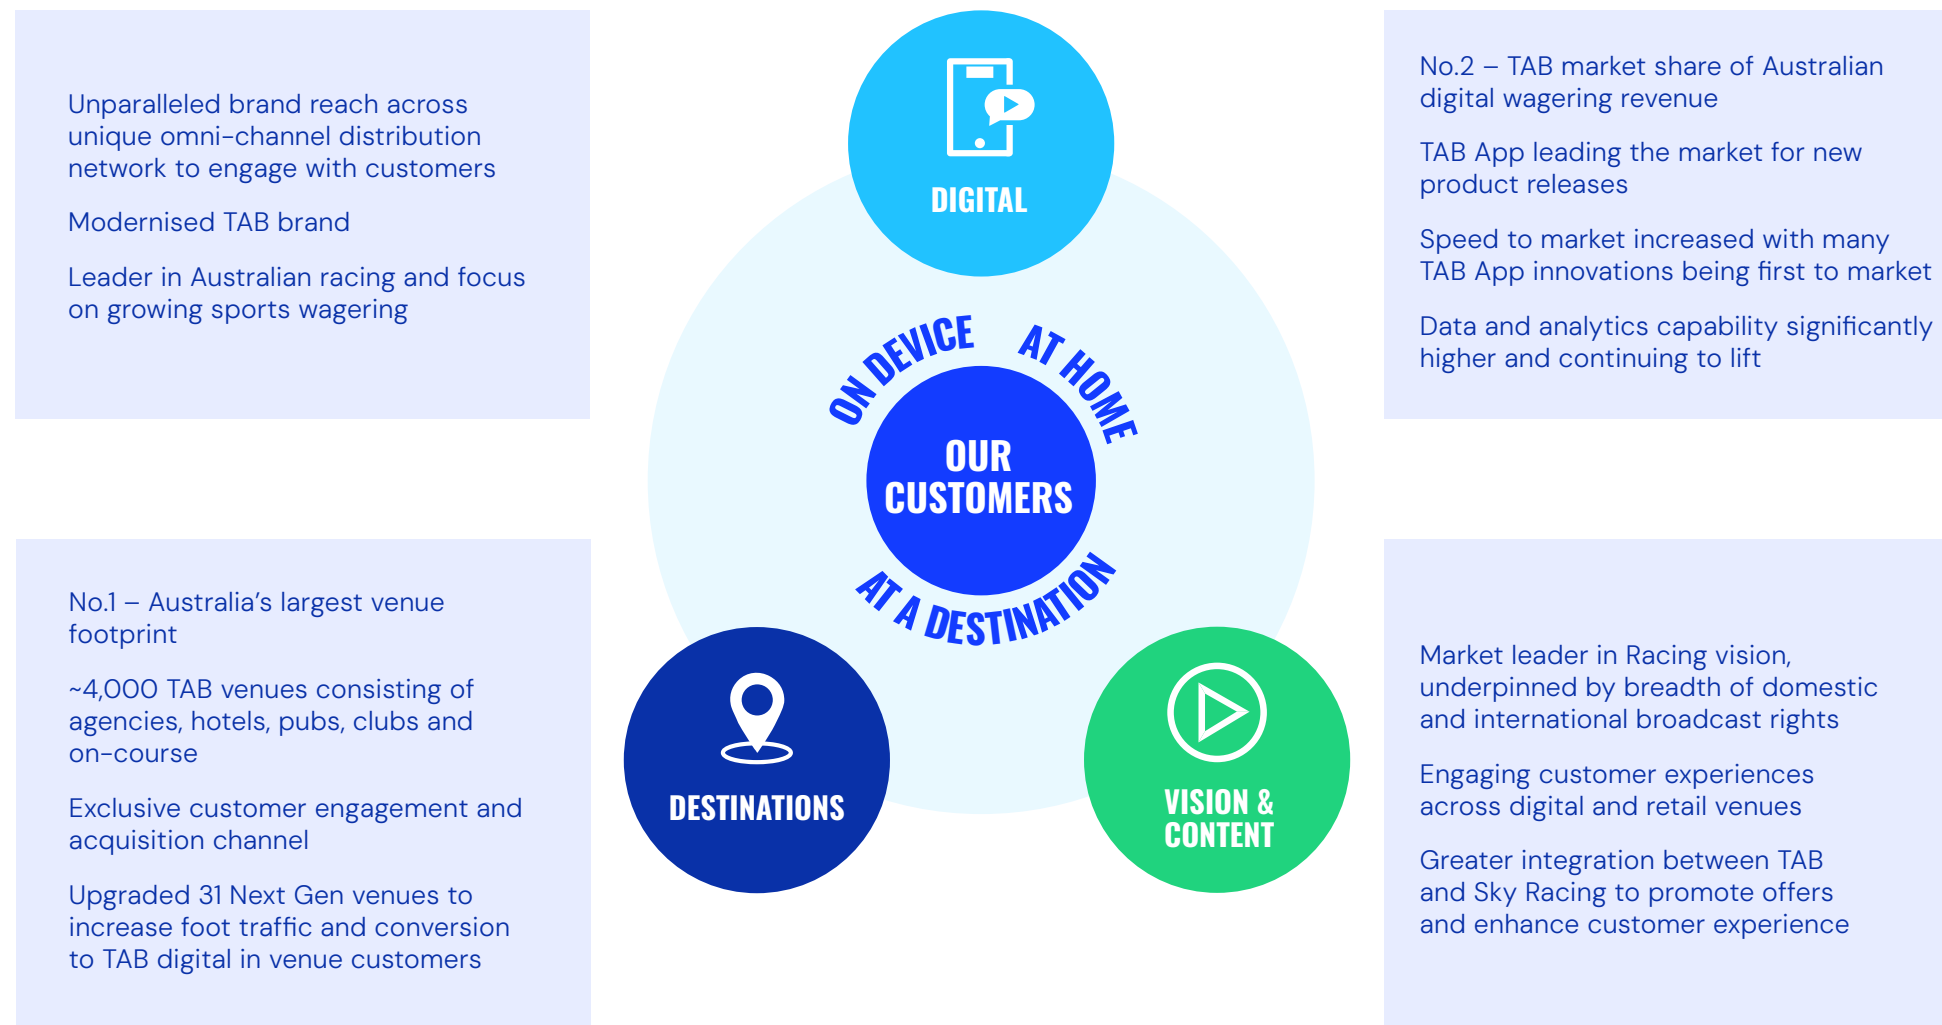 Unparalleled brand reach across
unique omni-channel distribution
network to engage with customers
Modernised TAB brand
Leader in Australian racing and focus
on growing sports wagering
DIGITAL
No.2 – TAB market share of Australian
digital wagering revenue
TAB App leading the market for new
product releases
Speed to market increased with many
TAB App innovations being first to market
Data and analytics capability significantly
higher and continuing to lift
ON DEVICE
AT HOME
OUR
CUSTOMERS
AT A DESTINATION
No.1 – Australia’s largest venue
footprint
~4,000 TAB venues consisting of
agencies, hotels, pubs, clubs and
on-course
Exclusive customer engagement and
acquisition channel
Upgraded 31 Next Gen venues to
increase foot traffic and conversion
to TAB digital in venue customers
DESTINATIONS
VISION &
CONTENT
Market leader in Racing vision,
underpinned by breadth of domestic
and international broadcast rights
Engaging customer experiences
across digital and retail venues
Greater integration between TAB
and Sky Racing to promote offers
and enhance customer experience